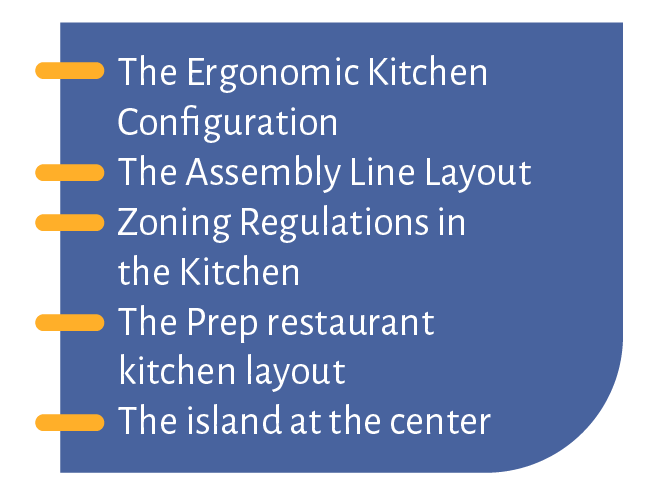 The Ergonomic Kitchen
Configuration
The Assembly Line Layout
Zoning Regulations in
the Kitchen
The Prep restaurant
kitchen layout
The island at the center